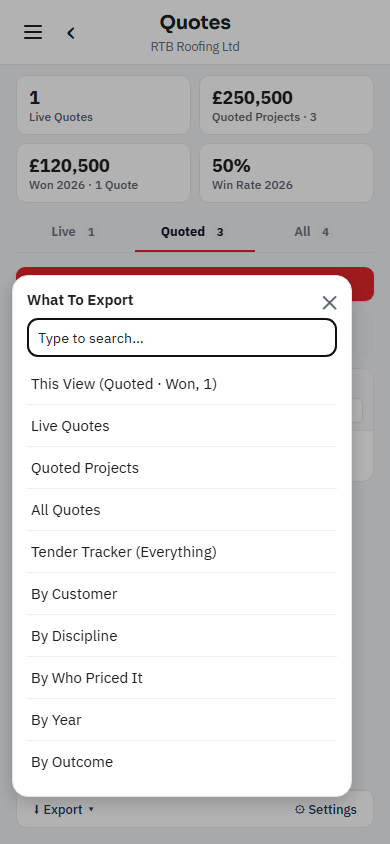 Quotes
RTB Roofing Ltd
1
Live Quotes
£250,500
Quoted Projects · 3
£120,500
Won 2026 · 1 Quote
50%
Win Rate 2026
Live 1
Quoted 3
All 4
What To Export
Type to search...
This View (Quoted · Won, 1)
Live Quotes
Quoted Projects
All Quotes
Tender Tracker (Everything)
By Customer
By Discipline
By Who Priced It
By Year
By Outcome
Export
Settings